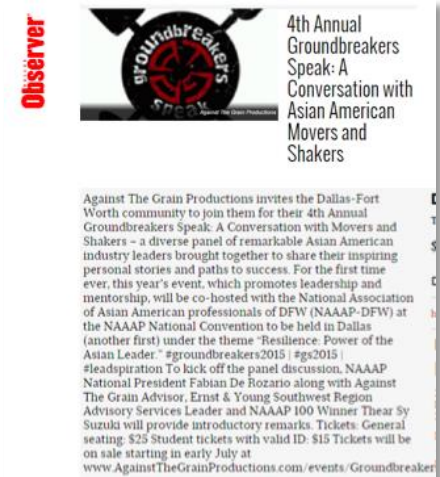 Observer
groundbreakers
speak
Against The Grain Productions
4th Annual
Groundbreakers
Speak: A
Conversation with
Asian American
Movers and
Shakers
Against The Grain Productions invites the Dallas-Fort
Worth community to join them for their 4th Annual
Groundbreakers Speak: A Conversation with Movers and
Shakers – a diverse panel of remarkable Asian American
industry leaders brought together to share their inspiring
personal stories and paths to success. For the first time
ever, this year's event, which promotes leadership and
mentorship, will be co-hosted with the National Association
of Asian American professionals of DFW (NAAAP-DFW) at
the NAAAP National Convention to be held in Dallas
(another first) under the theme "Resilience: Power of the
Asian Leader." #groundbreakers2015 | #gs2015 |
#leadspiration To kick off the panel discussion, NAAAP
National President Fabian De Rozario along with Against
The Grain Advisor, Ernst & Young Southwest Region
Advisory Services Leader and NAAAP 100 Winner Thear Sy
Suzuki will provide introductory remarks. Tickets: General
seating: $25 Student tickets with valid ID: $15 Tickets will be
on sale starting in early July at
www.AgainstTheGrainProductions.com/events/Groundbreaker